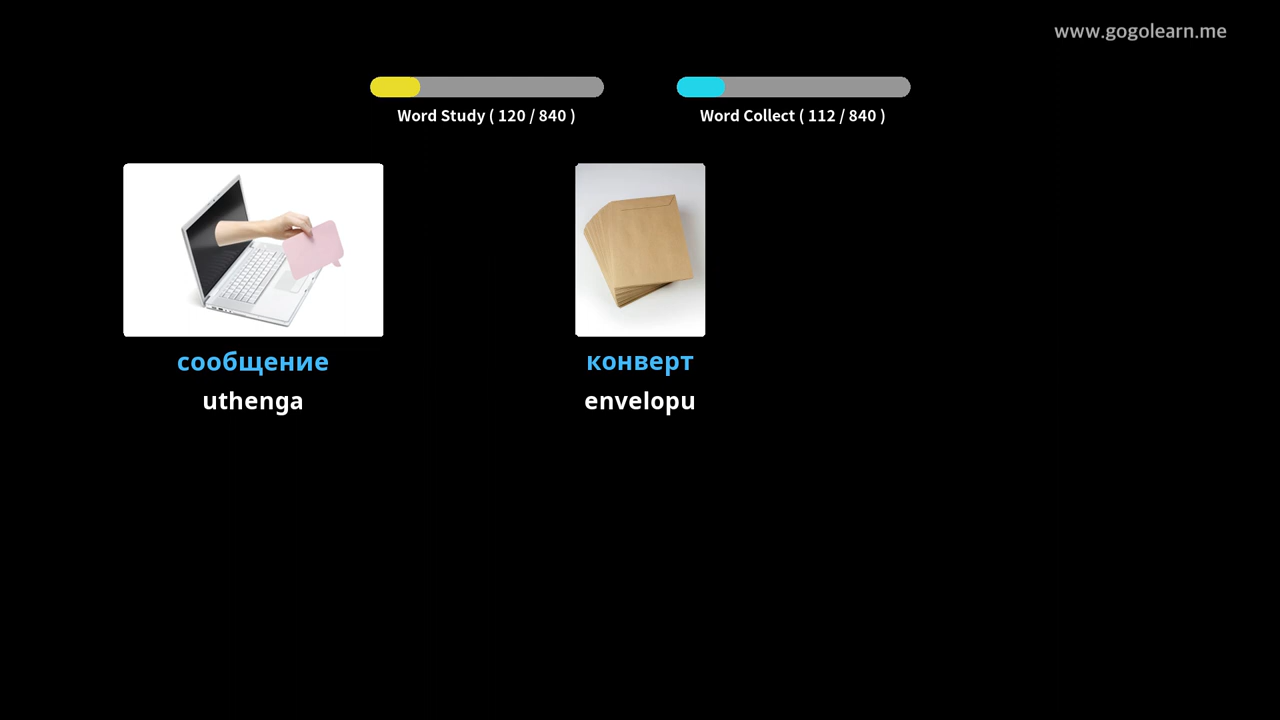 www.gogolearn.me
Word Study ( 120 / 840 )
Word Collect ( 112 / 840 )
сообщение
uthenga
конверт
envelopu